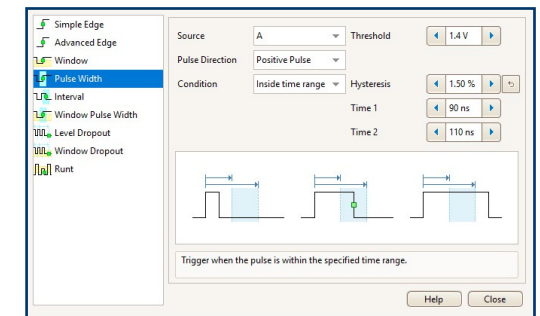 Simple Edge
Advanced Edge
Window
Pulse Width
Interval
Window Pulse Width
Level Dropout
Window Dropout
Runt
Source A Threshold 1.4 V
Pulse Direction Positive Pulse
Condition Inside time range Hysteresis 1.50 %
Time 1 90 ns
Time 2 110 ns
Trigger when the pulse is within the specified time range.
Help Close